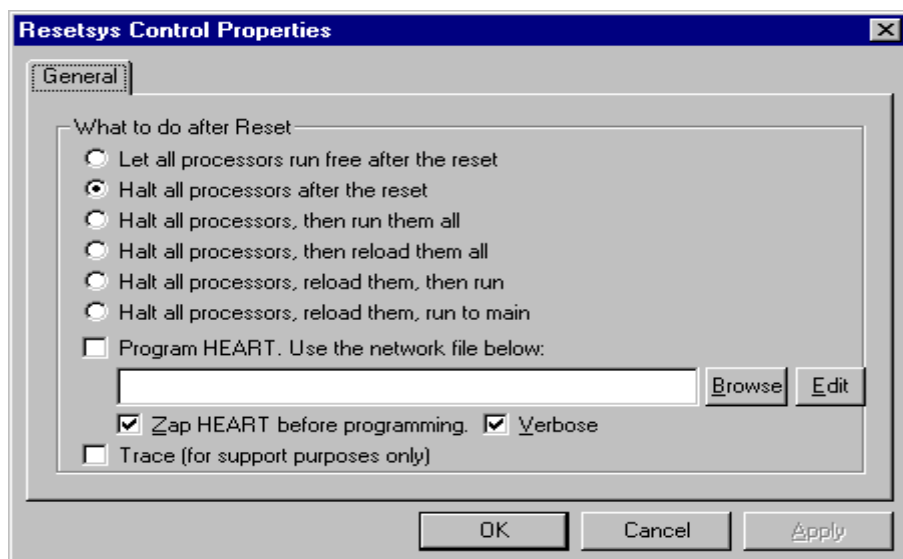 Resetsys Control Properties
General
What to do after Reset
Let all processors run free after the reset
Halt all processors after the reset
Halt all processors, then run them all
Halt all processors, then reload them all
Halt all processors, reload them, then run
Halt all processors, reload them, run to main
Program HEART. Use the network file below:
Browse Edit
Zap HEART before programming. Verbose
Trace (for support purposes only)
OK Cancel Apply